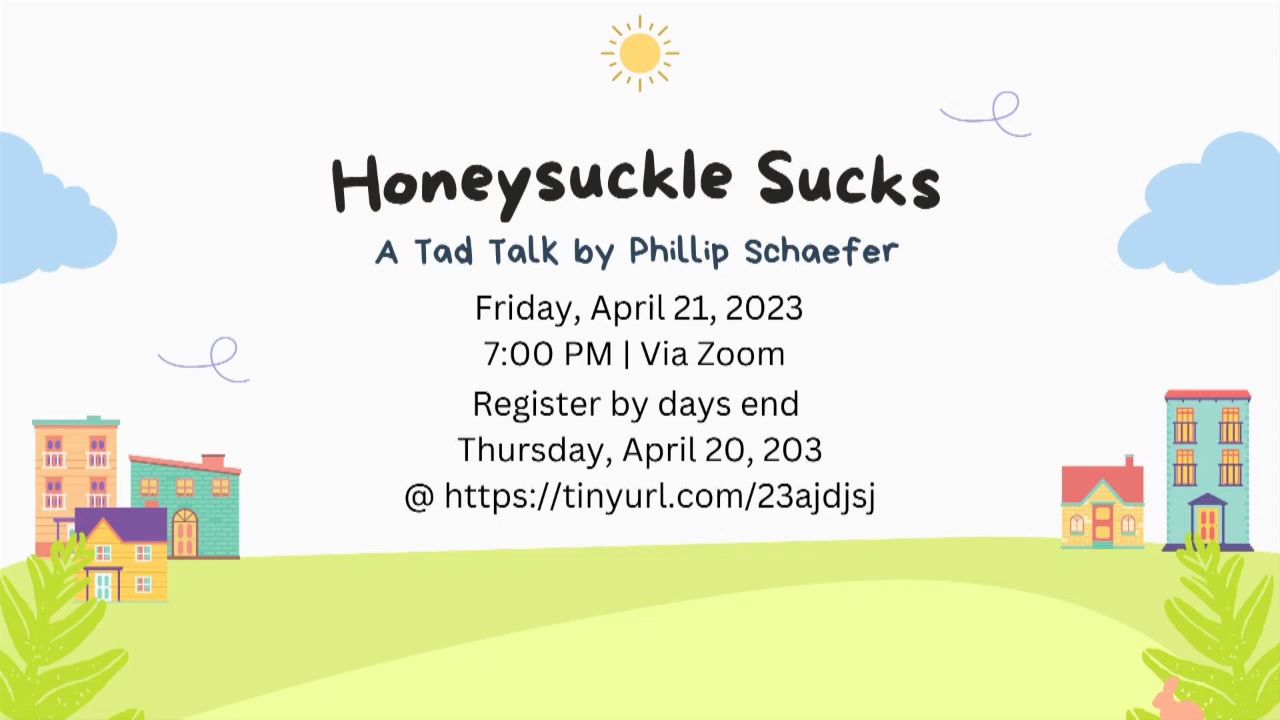 Honeysuckle Sucks
A Tad Talk by Phillip Schaefer
Friday, April 21, 2023
7:00 PM | Via Zoom
Register by days end
Thursday, April 20, 203
@ https://tinyurl.com/23ajdjsj